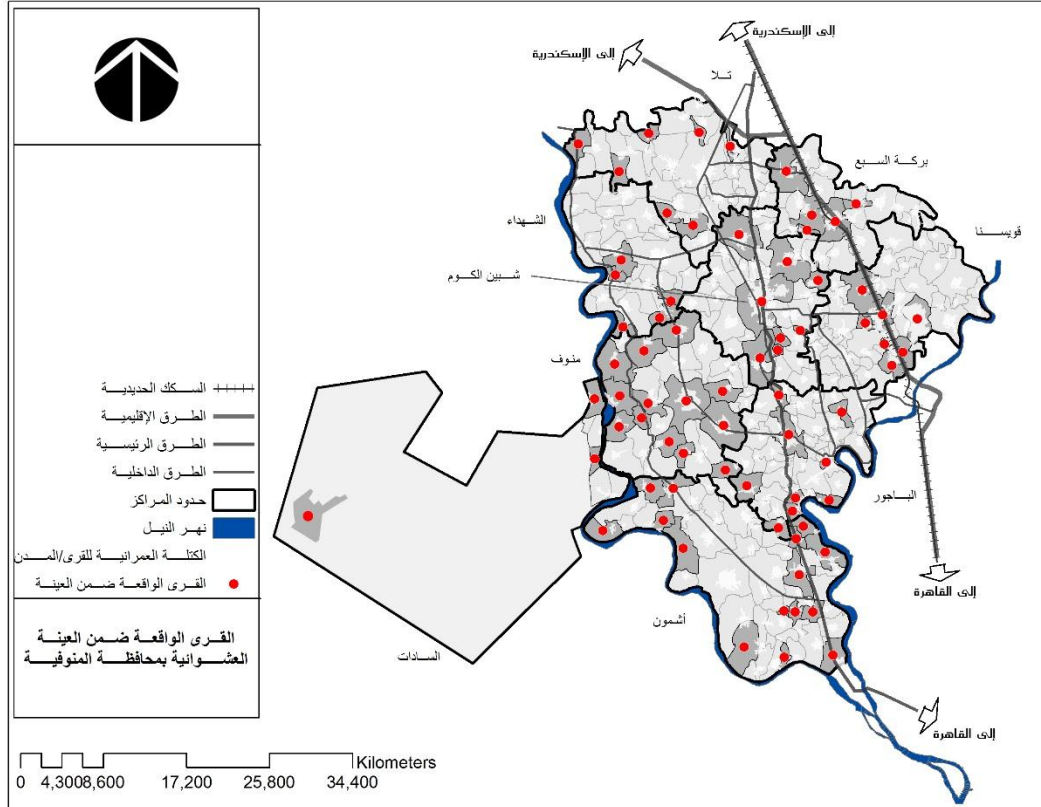 إلى الإسكندرية
إلى الإسكندرية
تلا
بركة السبع
الشهداء
قويسنا
شبين الكوم
منوف
السكك الحديدية
الطرق الإقليمية
الطرق الرئيسية
الطرق الداخلية
حدود المراكز
نهر النيل
الكتلة العمرانية للقرى/المدن
القرى الواقعة ضمن العينة
الباجور
إلى القاهرة
أشمون
السادات
القرى الواقعة ضمن العينة
العشوائية بمحافظة المنوفية
إلى القاهرة
Kilometers
0 4,300 8,600 17,200 25,800 34,400